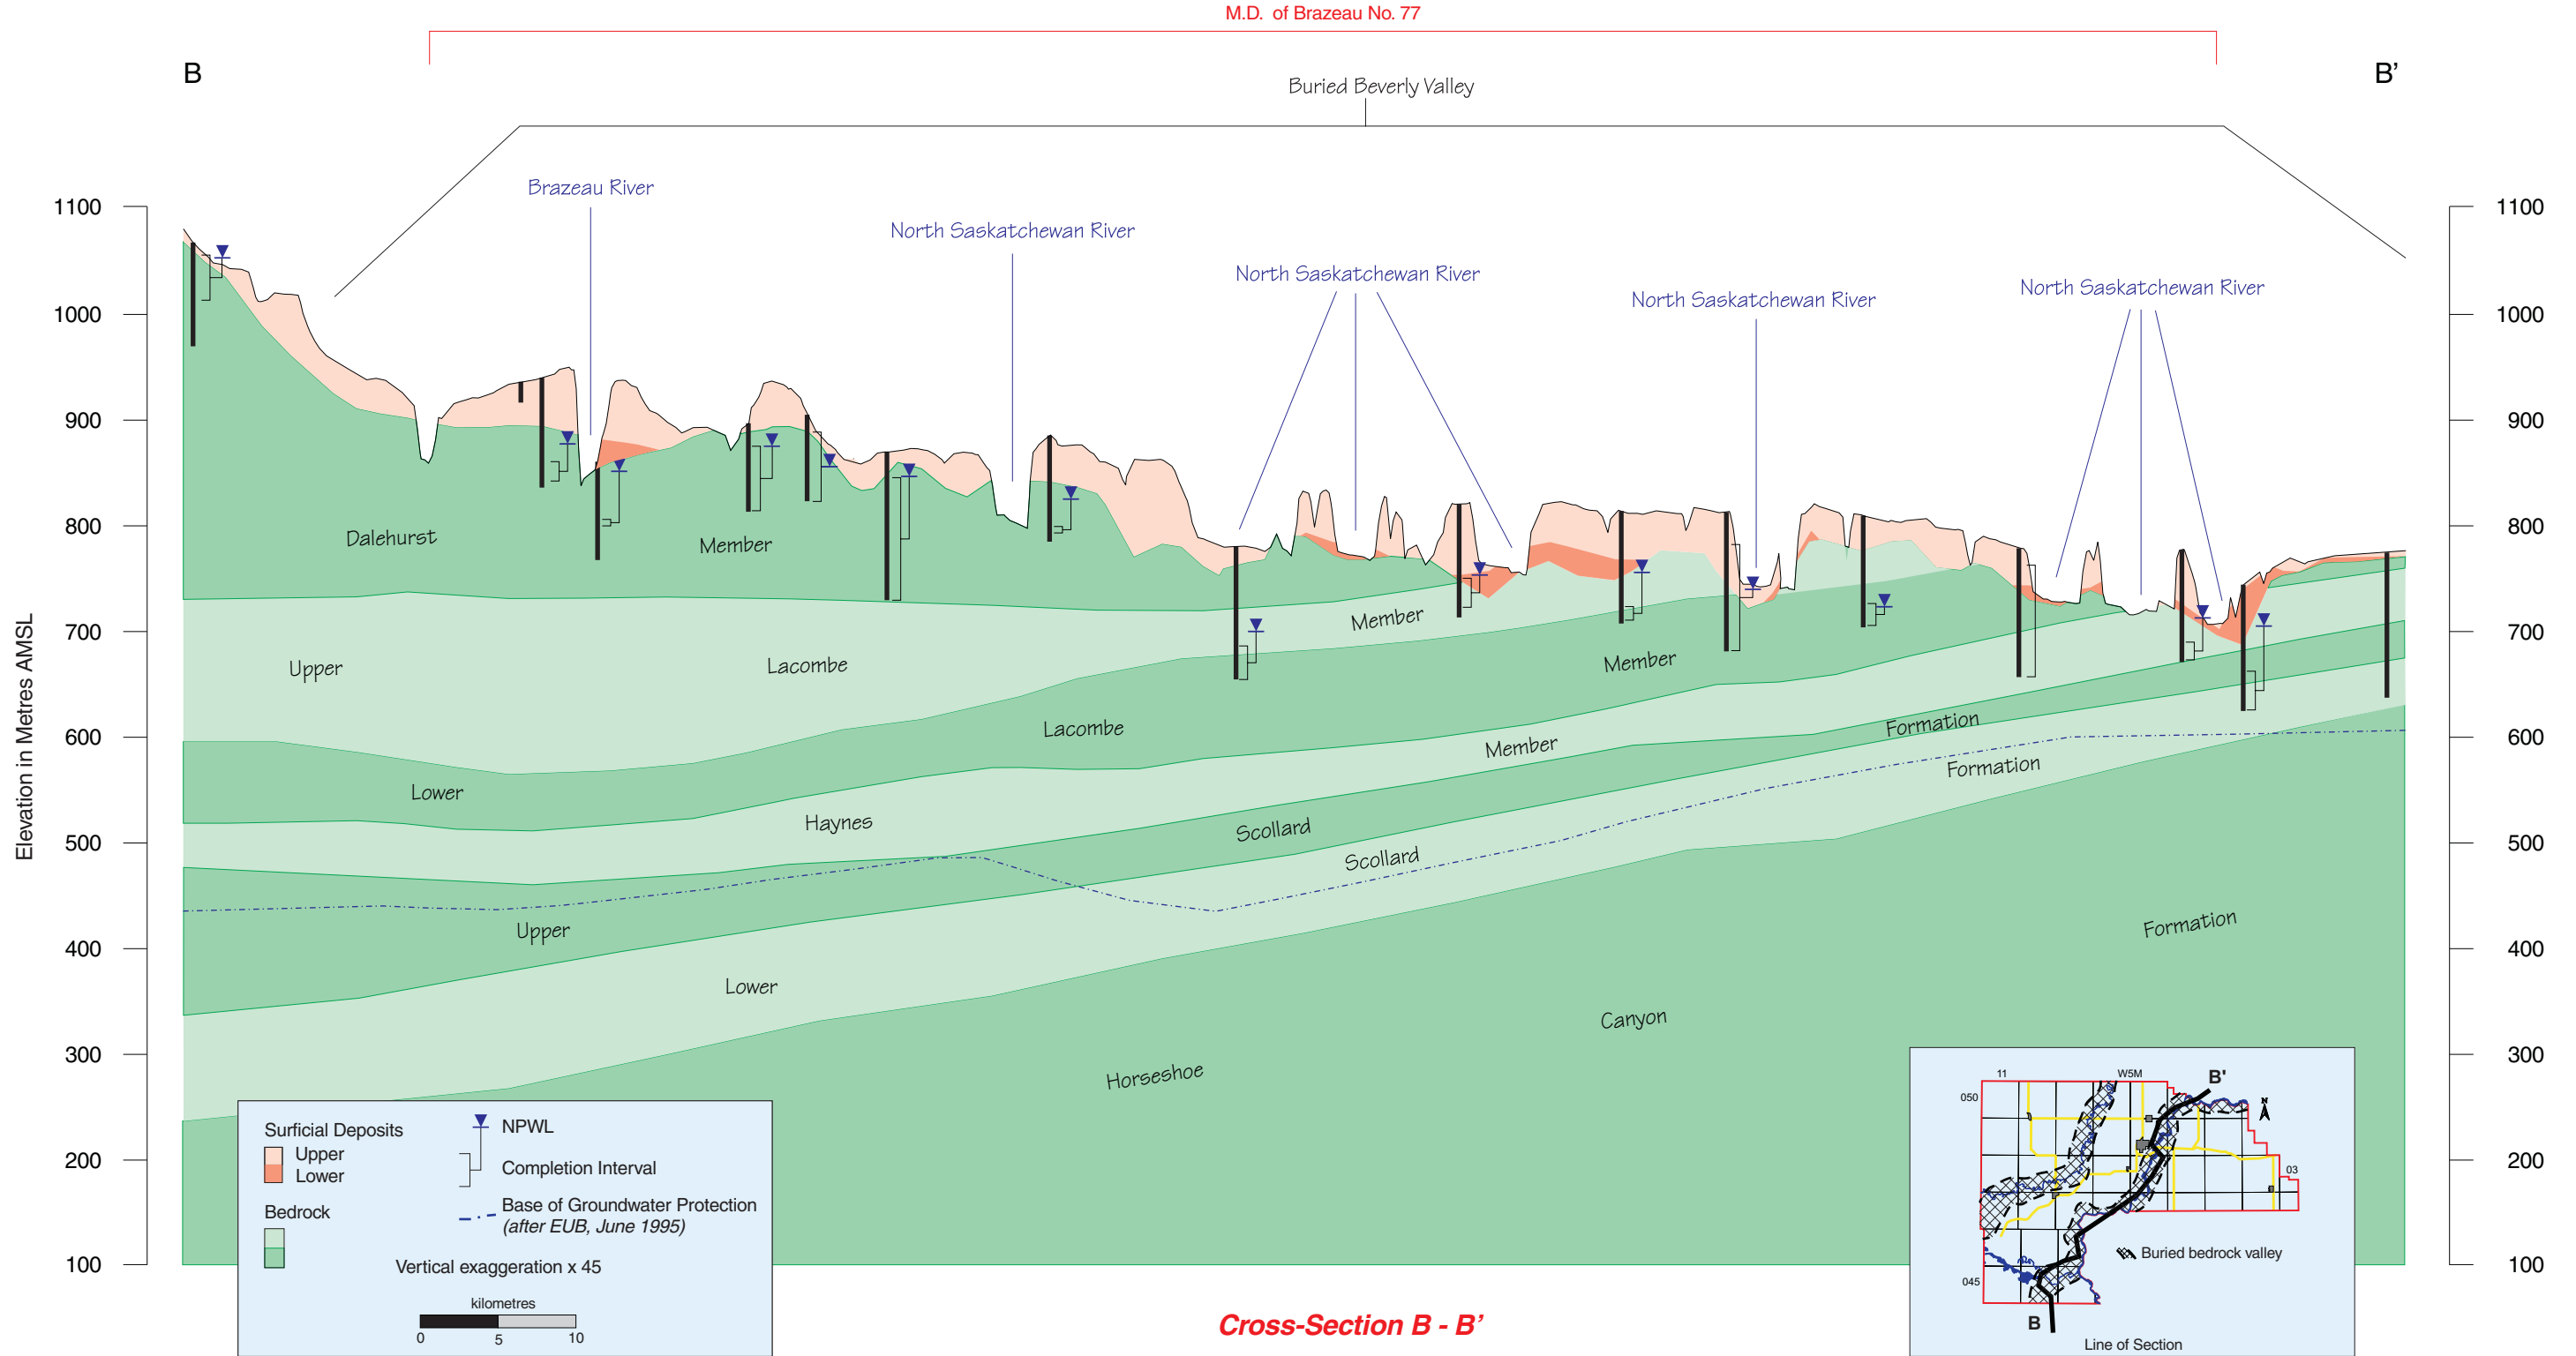 M.D. of Brazeau No. 77
B
B’
Buried Beverly Valley
Brazeau River
North Saskatchewan River
North Saskatchewan River
North Saskatchewan River
North Saskatchewan River
Elevation in Metres AMSL
1100
1000
900
800
700
600
500
400
300
200
100
1100
1000
900
800
700
600
500
400
300
200
100
Dalehurst
Member
Upper
Lacombe
Member
Lower
Lacombe
Member
Haynes
Member
Upper
Scollard
Formation
Lower
Scollard
Formation
Horseshoe
Canyon
Formation
Surficial Deposits
Upper
Lower
Bedrock
NPWL
Completion Interval
Base of Groundwater Protection
(after EUB, June 1995)
Vertical exaggeration x 45
kilometres
0
5
10
Cross-Section B - B’
11
W5M
B'
050
N
03
045
Buried bedrock valley
B
Line of Section